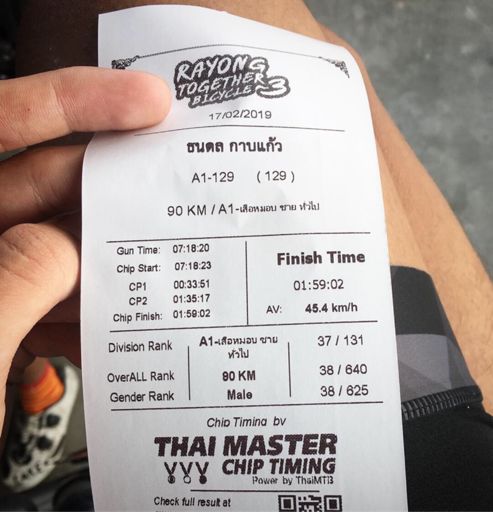 RAYONG
TOGETHER
BICYCLE 3
17/02/2019
ธนดล กาบแก้ว
A1-129 (129)
90 KM / A1-เสือหมอบ ชาย ทั่วไป
Gun Time: 07:18:20
Chip Start: 07:18:23
CP1 00:33:51
CP2 01:35:17
Chip Finish: 01:59:02
Finish Time
01:59:02
AV: 45.4 km/h
Division Rank A1-เสือหมอบ ชาย ทั่วไป 37 / 131
OverALL Rank 90 KM 38 / 640
Gender Rank Male 38 / 625
Chip Timing by
THAI MASTER
CHIP TIMING
Power by ThaiMT13
Check full result at